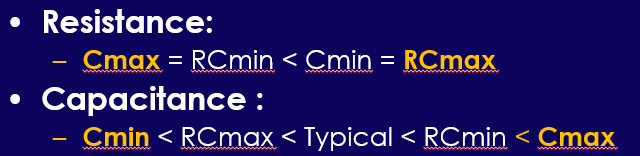 • Resistance:
– Cmax = RCmin < Cmin = RCmax
• Capacitance :
– Cmin < RCmax < Typical < RCmin < Cmax